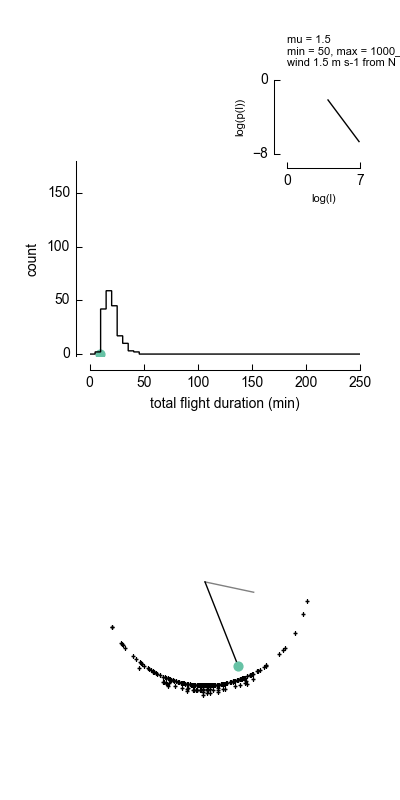 mu = 1.5
min = 50, max = 1000_
wind 1.5 m s-1 from N
0
log(p(l))
−8
0
7
log(l)
150
100
50
0
count
0
50
100
150
200
250
total flight duration (min)